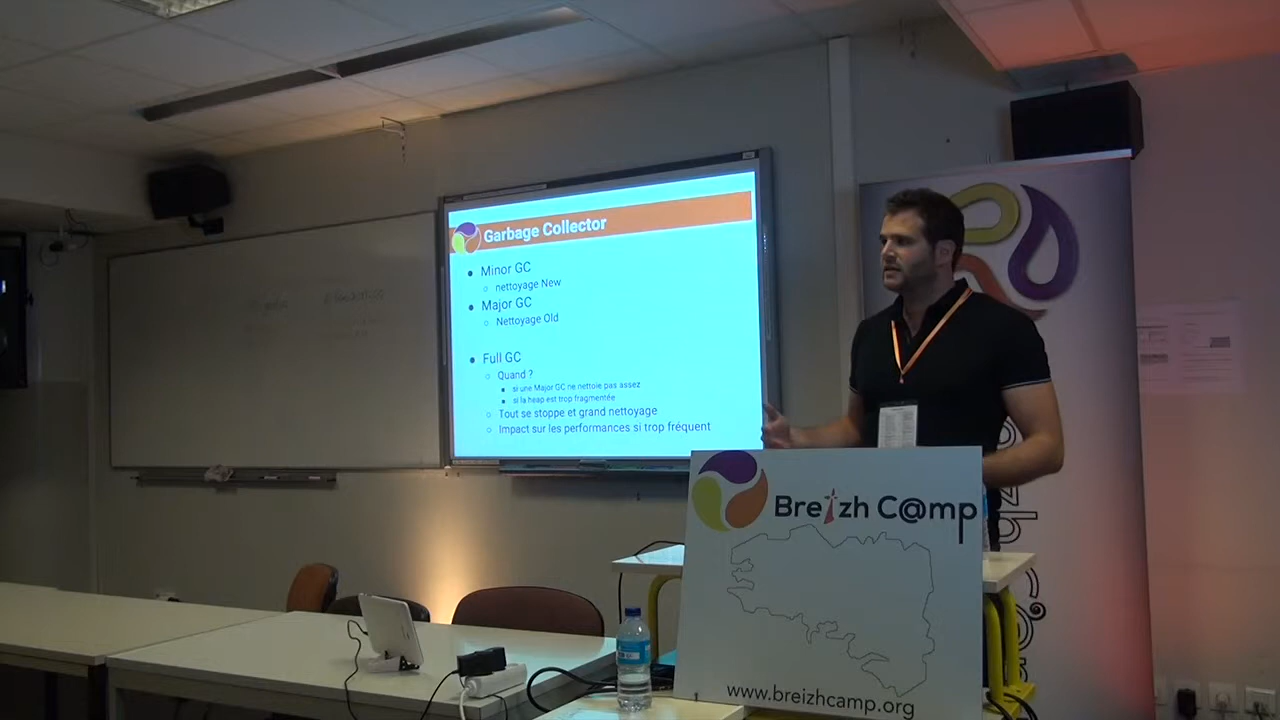 Garbage Collector
Minor GC
nettoyage New
Major GC
Nettoyage Old
Full GC
Quand ?
si une Major GC ne nettoie pas assez
si la heap est trop fragmentée
Tout se stoppe et grand nettoyage
Impact sur les performances si trop fréquent
Breizh C@mp
www.breizhcamp.org